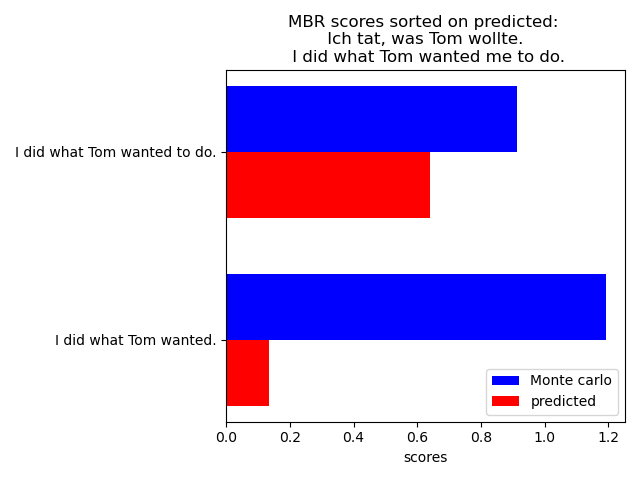 MBR scores sorted on predicted:
Ich tat, was Tom wollte.
I did what Tom wanted me to do.
I did what Tom wanted to do.
I did what Tom wanted.
Monte carlo
predicted
0.0 0.2 0.4 0.6 0.8 1.0 1.2
scores